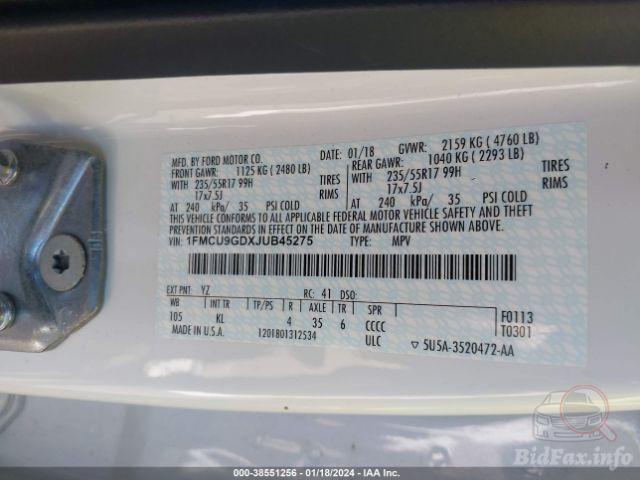 MFD. BY FORD MOTOR CO.
DATE: 01/18 GVWR: 2159 KG ( 4760 LB)
FRONT GAWR: 1125 KG ( 2480 LB)
REAR GAWR: 1040 KG ( 2293 LB)
WITH 235/55R17 99H TIRES
WITH 235/55R17 99H TIRES
17x7.5J RIMS
17x7.5J RIMS
AT 240 kPa/ 35 PSI COLD
AT 240 kPa/ 35 PSI COLD
THIS VEHICLE CONFORMS TO ALL APPLICABLE FEDERAL MOTOR VEHICLE SAFETY AND THEFT
PREVENTION STANDARDS IN EFFECT ON THE DATE OF MANUFACTURE SHOWN ABOVE.
VIN: 1FMCU9GDXJUB45275 TYPE: MPV
EXT PNT: YZ RC: 41 DSO:
WB INT TR TP/PS R AXLE TR SPR
105 KL 4 35 6 CCCC
F0113
T0301
MADE IN U.S.A. 1201801312534 ULC ▽ 5U5A-3520472-AA
BidFax.info
000-38551256 - 01/18/2024 - IAA Inc.